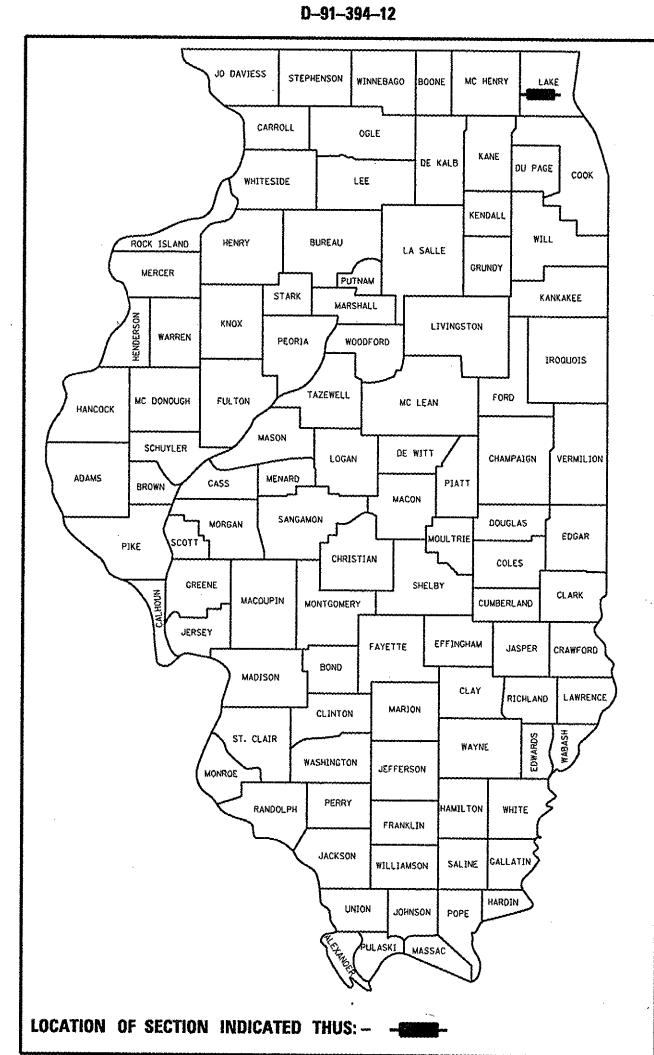 D-91-394-12
JO DAVIESS STEPHENSON WINNEBAGO BOONE MC HENRY LAKE
CARROLL OGLE DE KALB KANE DU PAGE COOK
WHITESIDE LEE
KENDALL
ROCK ISLAND HENRY BUREAU LA SALLE WILL
MERCER PUTNAM GRUNDY
STARK MARSHALL KANKAKEE
HENDERSON WARREN KNOX PEORIA WOODFORD LIVINGSTON IROQUOIS
HANCOCK MC DONOUGH FULTON TAZEWELL MC LEAN FORD
MASON
SCHUYLER LOGAN DE WITT CHAMPAIGN VERMILION
ADAMS BROWN CASS MENARD MACON PIATT
PIKE SCOTT MORGAN SANGAMON MOULTRIE DOUGLAS EDGAR
CHRISTIAN COLES
CALHOUN GREENE MACOUPIN MONTGOMERY SHELBY CUMBERLAND CLARK
JERSEY FAYETTE EFFINGHAM JASPER CRAWFORD
MADISON BOND
CLAY RICHLAND LAWRENCE
CLINTON MARION
ST. CLAIR WAYNE EDWARDS WABASH
MONROE WASHINGTON JEFFERSON
RANDOLPH PERRY HAMILTON WHITE
FRANKLIN
JACKSON WILLIAMSON SALINE GALLATIN
UNION JOHNSON POPE HARDIN
ALEXANDER PULASKI MASSAC
LOCATION OF SECTION INDICATED THUS: -